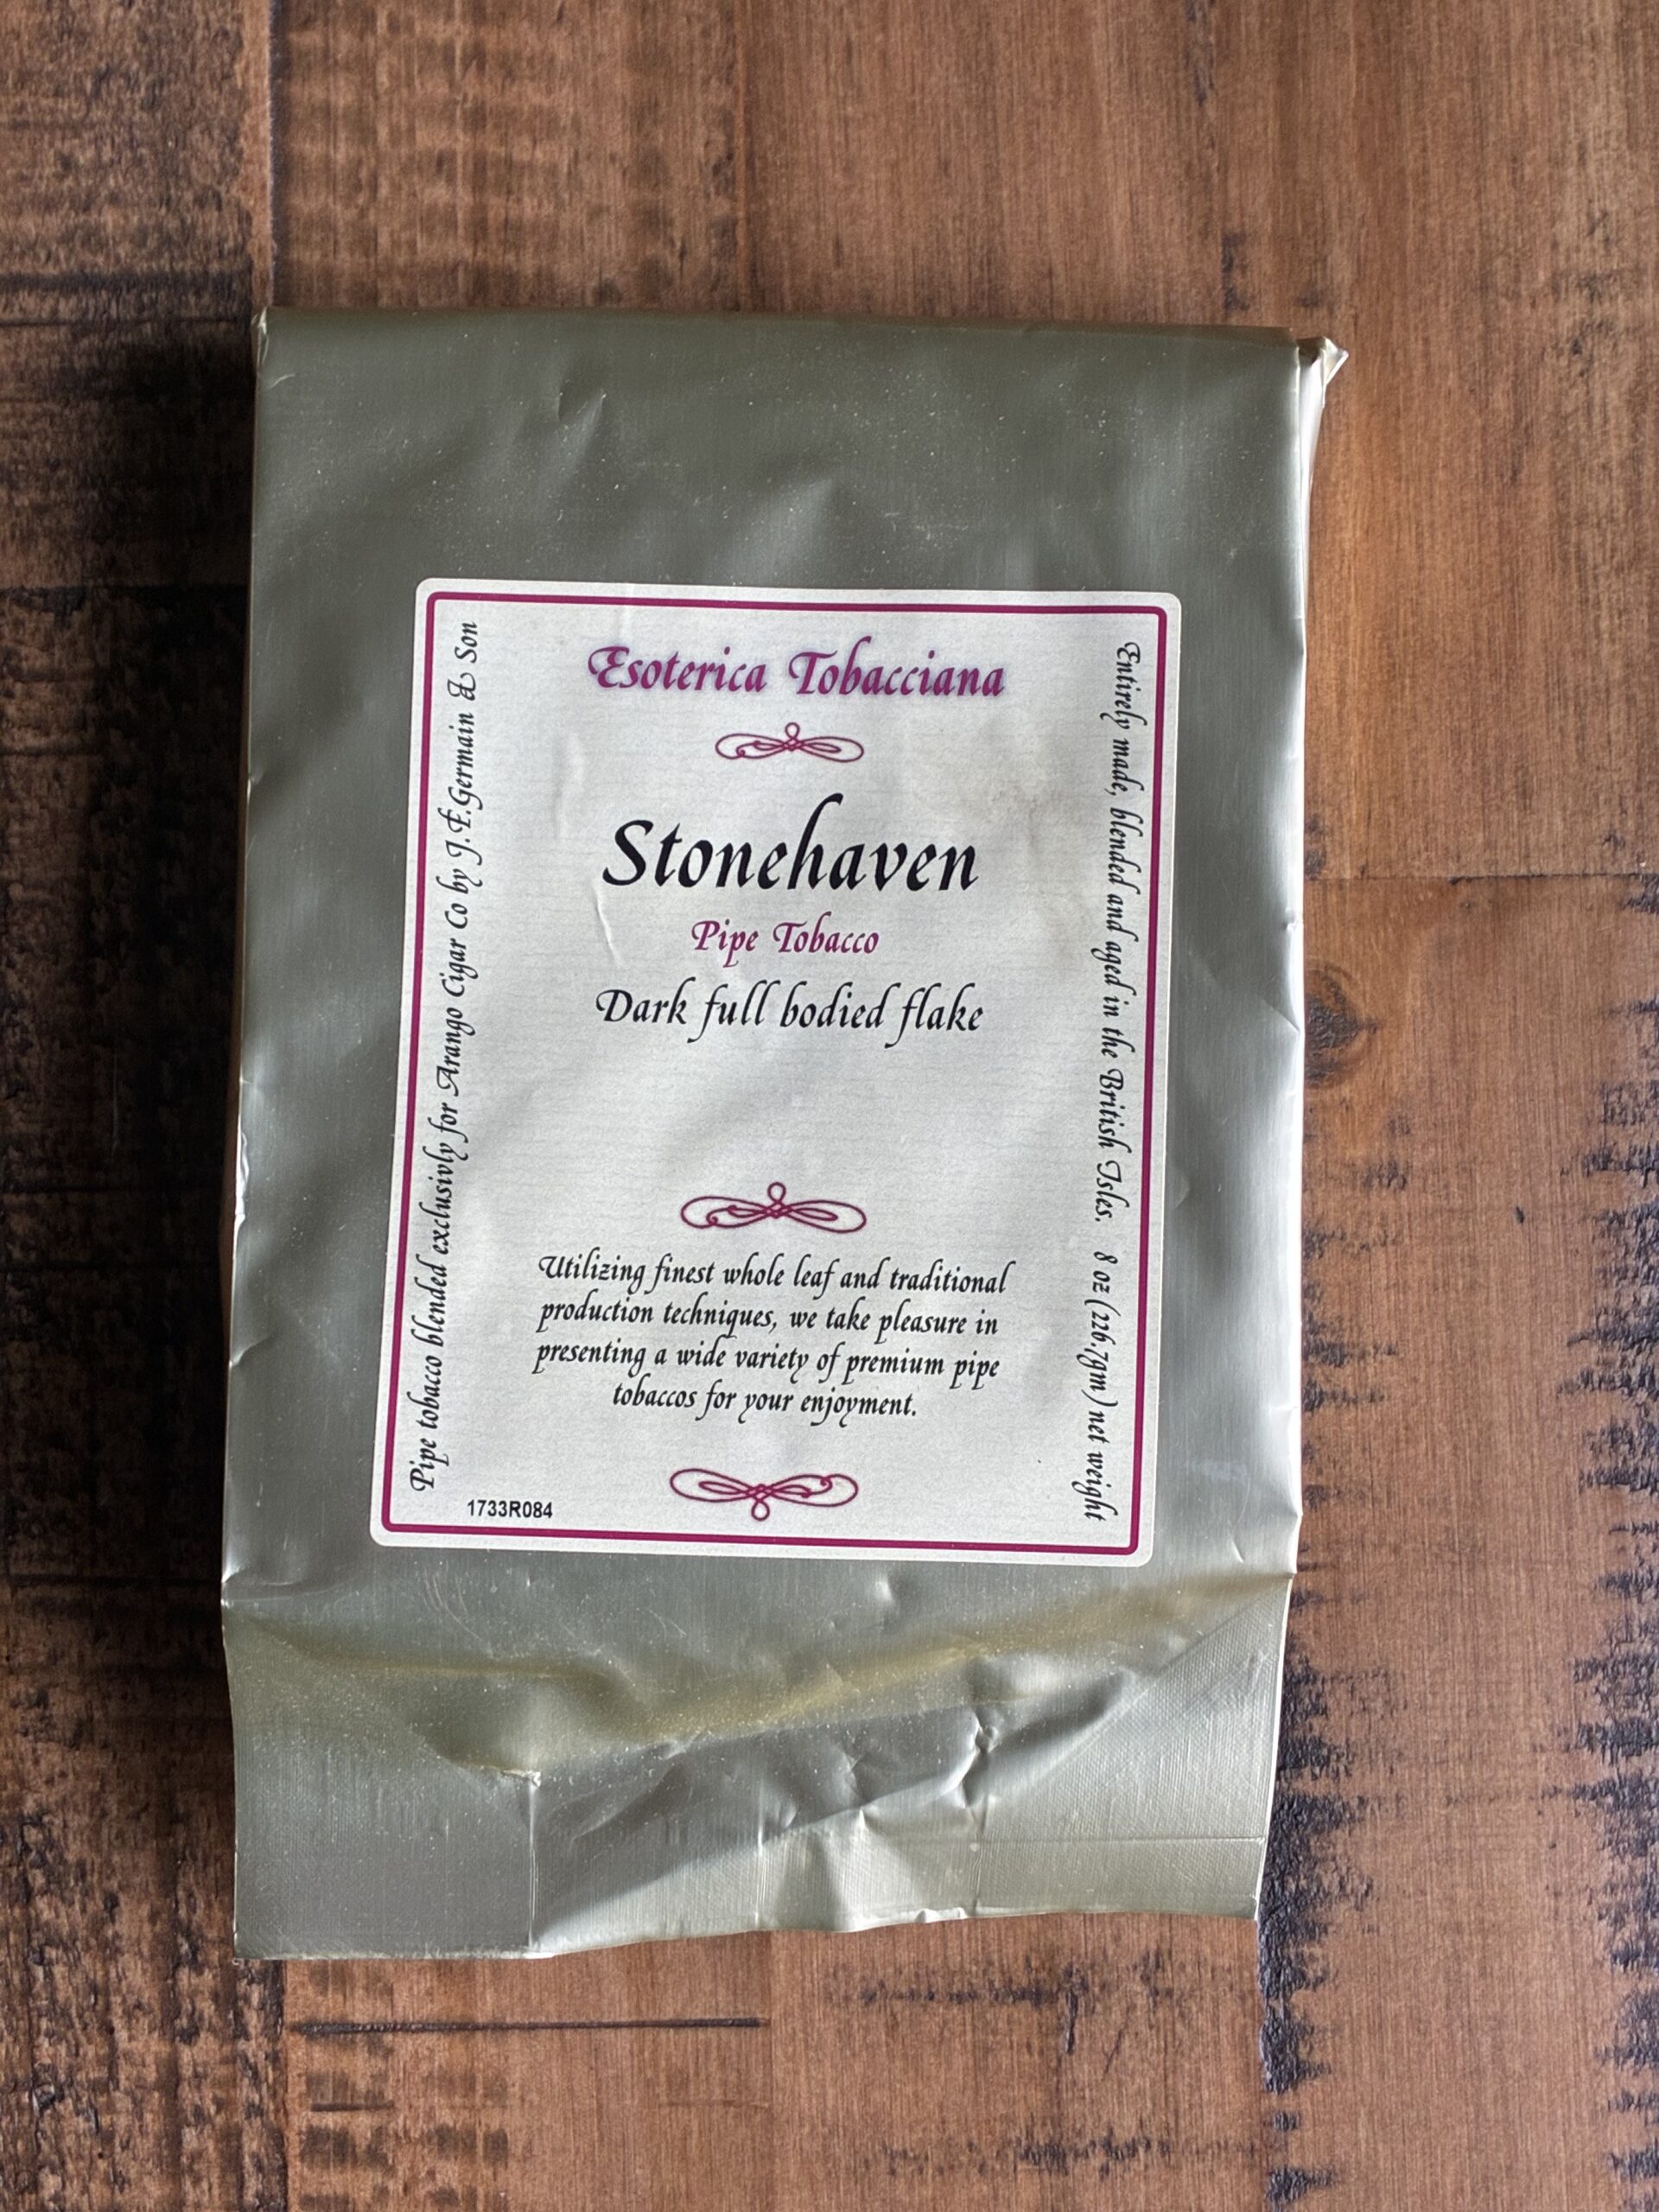 Esoterica Tobacciana
Stonehaven
Pipe Tobacco
Dark full bodied flake
Utilizing finest whole leaf and traditional
production techniques, we take pleasure in
presenting a wide variety of premium pipe
tobaccos for your enjoyment.
1733R084
Pipe tobacco blended exclusivly for Arango Cigar Co by J.F.Germain & Son
Entirely made, blended and aged in the British Isles. 8 oz (226.7gm) net weight